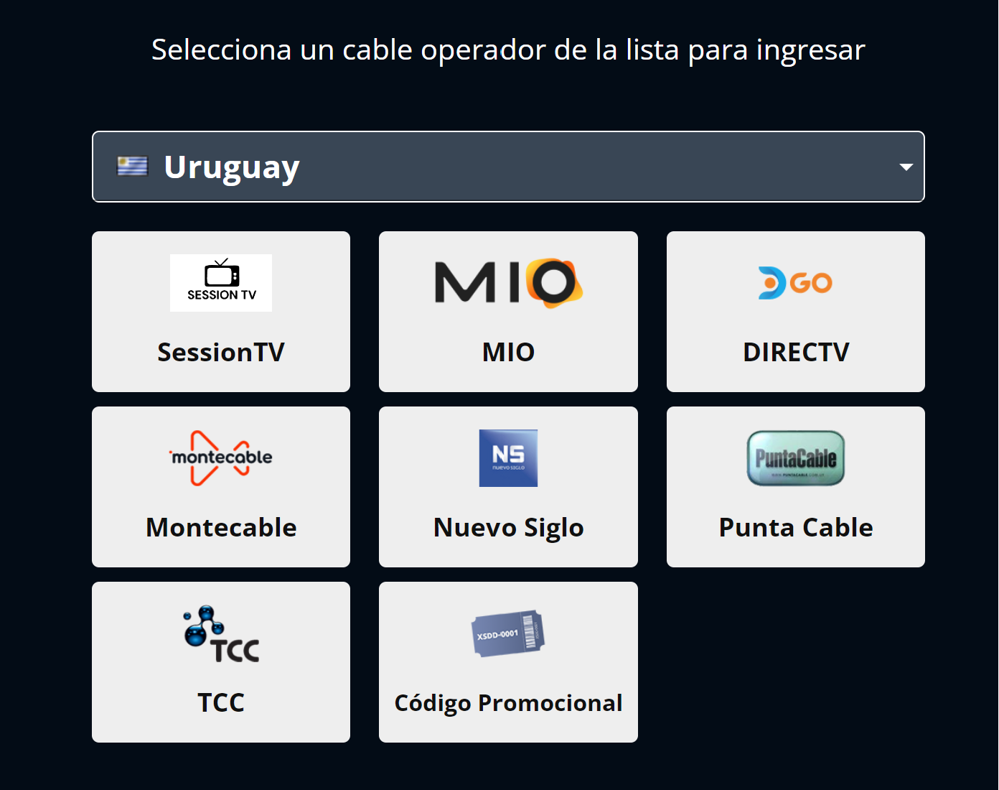 Selecciona un cable operador de la lista para ingresar
Uruguay
SESSION TV
SessionTV
MIO
MIO
GO
DIRECTV
montecable
Montecable
NS
nuevo siglo
Nuevo Siglo
PuntaCable
WWW.PUNTACABLE.COM.UY
Punta Cable
TCC
TCC
XSDD-0001
Código Promocional